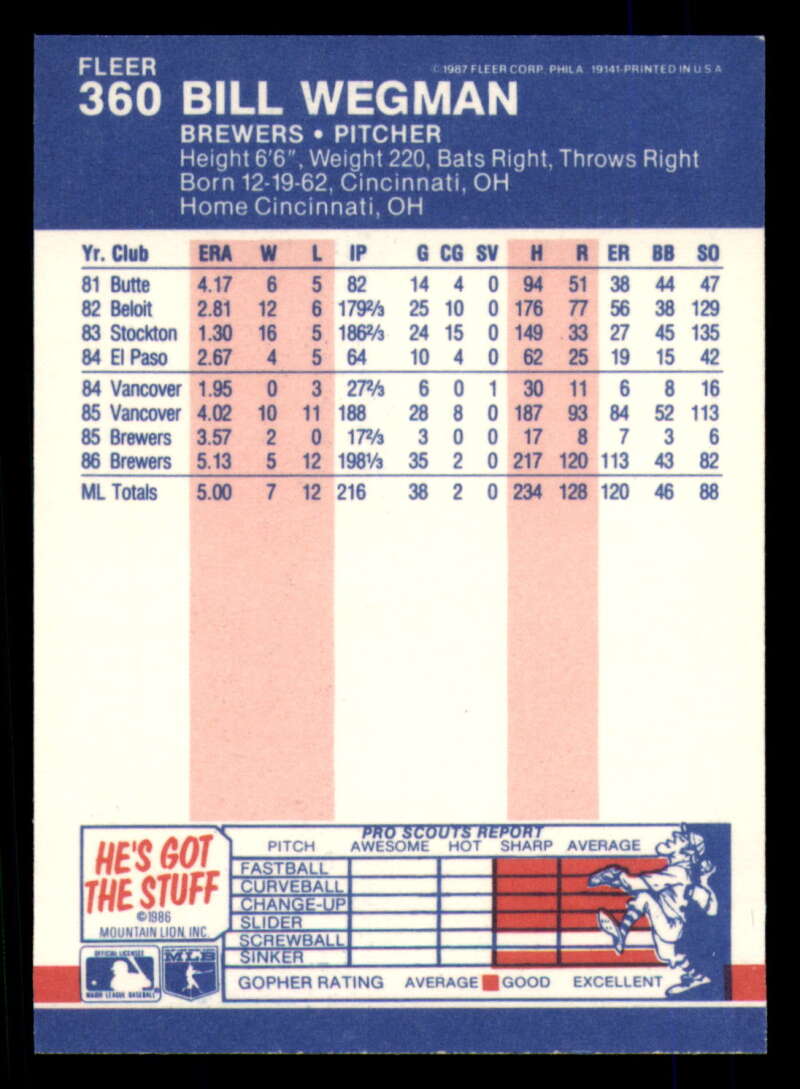 FLEER
©1987 FLEER CORP. PHILA. 19141-PRINTED IN U.S.A.
360 BILL WEGMAN
BREWERS • PITCHER
Height 6'6", Weight 220, Bats Right, Throws Right
Born 12-19-62, Cincinnati, OH
Home Cincinnati, OH
Yr. Club ERA W L IP G CG SV H R ER BB SO
81 Butte 4.17 6 5 82 14 4 0 94 51 38 44 47
82 Beloit 2.81 12 6 179⅔ 25 10 0 176 77 56 38 129
83 Stockton 1.30 16 5 186⅔ 24 15 0 149 33 27 45 135
84 El Paso 2.67 4 5 64 10 4 0 62 25 19 15 42
84 Vancover 1.95 0 3 27⅔ 6 0 1 30 11 6 8 16
85 Vancover 4.02 10 11 188 28 8 0 187 93 84 52 113
85 Brewers 3.57 2 0 17⅔ 3 0 0 17 8 7 3 6
86 Brewers 5.13 5 12 198⅓ 35 2 0 217 120 113 43 82
ML Totals 5.00 7 12 216 38 2 0 234 128 120 46 88
HE'S GOT
THE STUFF
©1986
MOUNTAIN LION, INC.
PRO SCOUTS REPORT
PITCH AWESOME HOT SHARP AVERAGE
FASTBALL
CURVEBALL
CHANGE-UP
SLIDER
SCREWBALL
SINKER
GOPHER RATING AVERAGE GOOD EXCELLENT
OFFICIAL LICENSEE
MAJOR LEAGUE BASEBALL
MLB